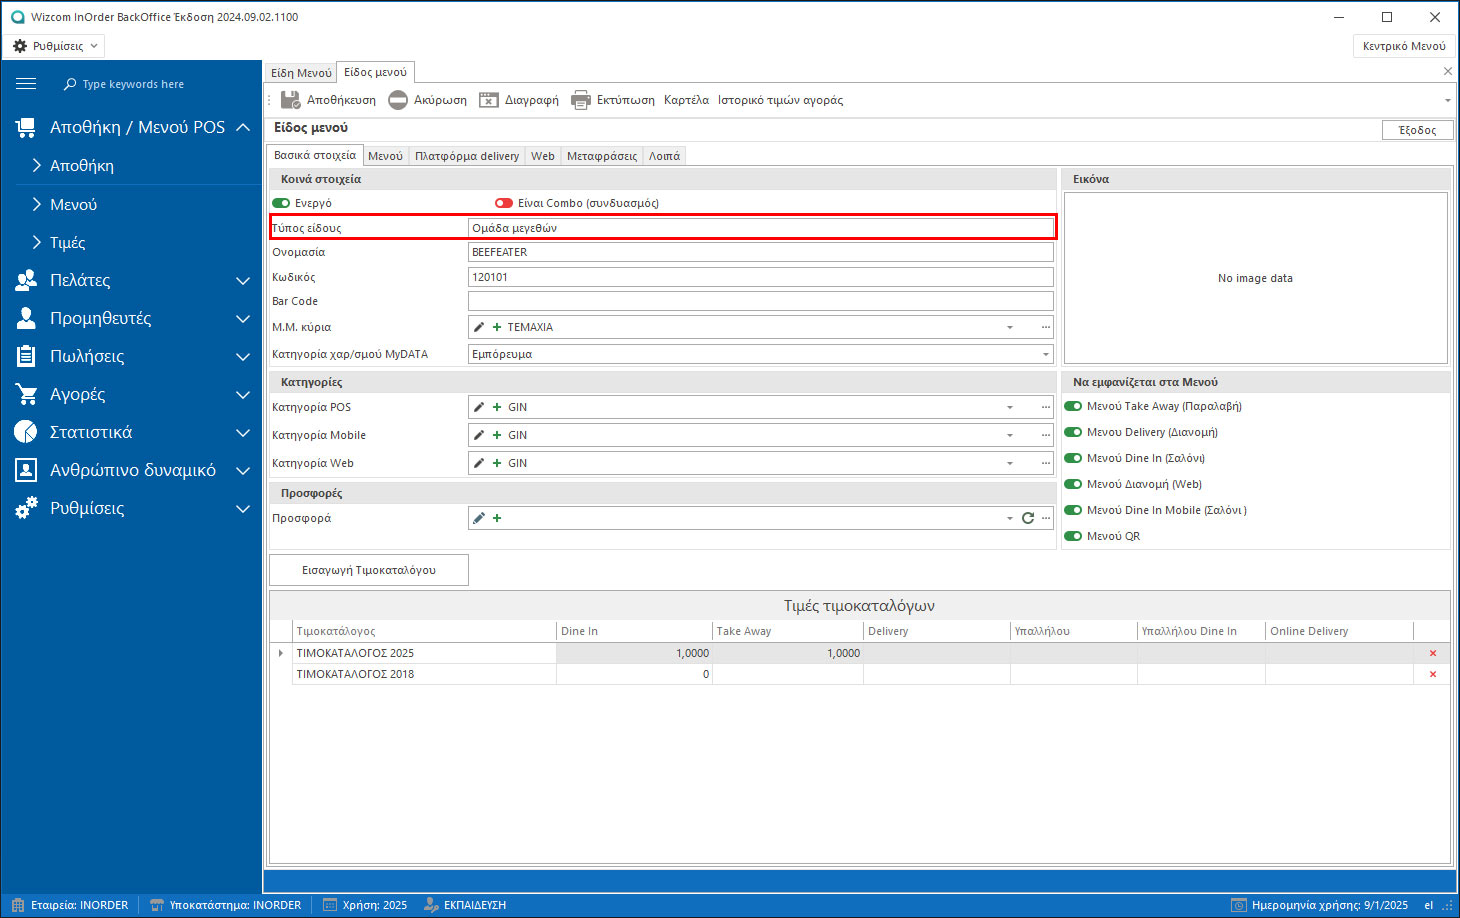 Wizcom InOrder BackOffice Έκδοση 2024.09.02.1100
Ρυθμίσεις
Κεντρικό Μενού
Type keywords here
Αποθήκη / Μενού POS
Αποθήκη
Μενού
Τιμές
Πελάτες
Προμηθευτές
Πωλήσεις
Αγορές
Στατιστικά
Ανθρώπινο δυναμικό
Ρυθμίσεις
Είδη Μενού Είδος μενού
Αποθήκευση Ακύρωση Διαγραφή Εκτύπωση Καρτέλα Ιστορικό τιμών αγοράς
Είδος μενού
Έξοδος
Βασικά στοιχεία Μενού Πλατφόρμα delivery Web Μεταφράσεις Λοιπά
Κοινά στοιχεία
Ενεργό Είναι Combo (συνδυασμός)
Τύπος είδους Ομάδα μεγεθών
Ονομασία BEEFEATER
Κωδικός 120101
Bar Code
Μ.Μ. κύρια ΤΕΜΑΧΙΑ
Κατηγορία χαρ/σμού MyDATA Εμπόρευμα
Εικόνα
No image data
Κατηγορίες
Κατηγορία POS GIN
Κατηγορία Mobile GIN
Κατηγορία Web GIN
Προσφορές
Προσφορά
Να εμφανίζεται στα Μενού
Μενού Take Away (Παραλαβή)
Μενου Delivery (Διανομή)
Μενού Dine In (Σαλόνι)
Μενού Διανομή (Web)
Μενού Dine In Mobile (Σαλόνι )
Μενού QR
Εισαγωγή Τιμοκαταλόγου
Τιμές τιμοκαταλόγων
Τιμοκατάλογος Dine In Take Away Delivery Υπαλλήλου Υπαλλήλου Dine In Online Delivery
ΤΙΜΟΚΑΤΑΛΟΓΟΣ 2025 1,0000 1,0000
ΤΙΜΟΚΑΤΑΛΟΓΟΣ 2018 0
Εταιρεία: INORDER Υποκατάστημα: INORDER Χρήση: 2025 ΕΚΠΑΙΔΕΥΣΗ Ημερομηνία χρήσης: 9/1/2025 el